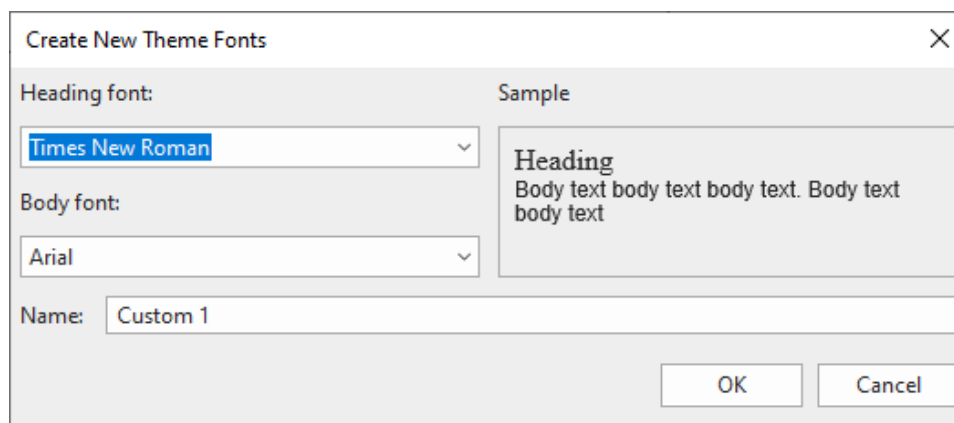 Create New Theme Fonts
Heading font:
Times New Roman
Body font:
Arial
Sample
Heading
Body text body text body text. Body text
body text
Name:
Custom 1
OK
Cancel